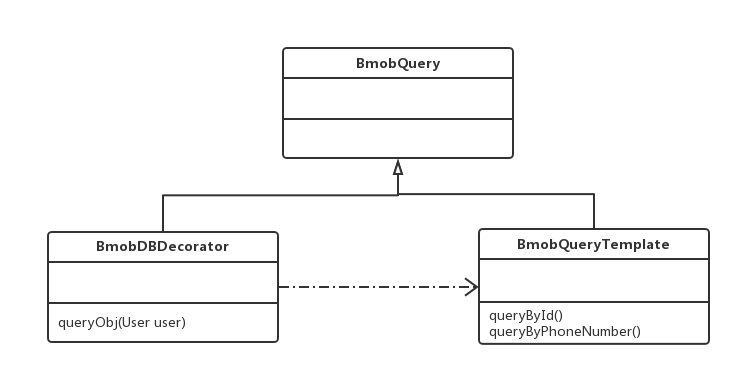 BmobQuery
BmobDBDecorator
queryObj(User user)
BmobQueryTemplate
queryById()
queryByPhoneNumber()